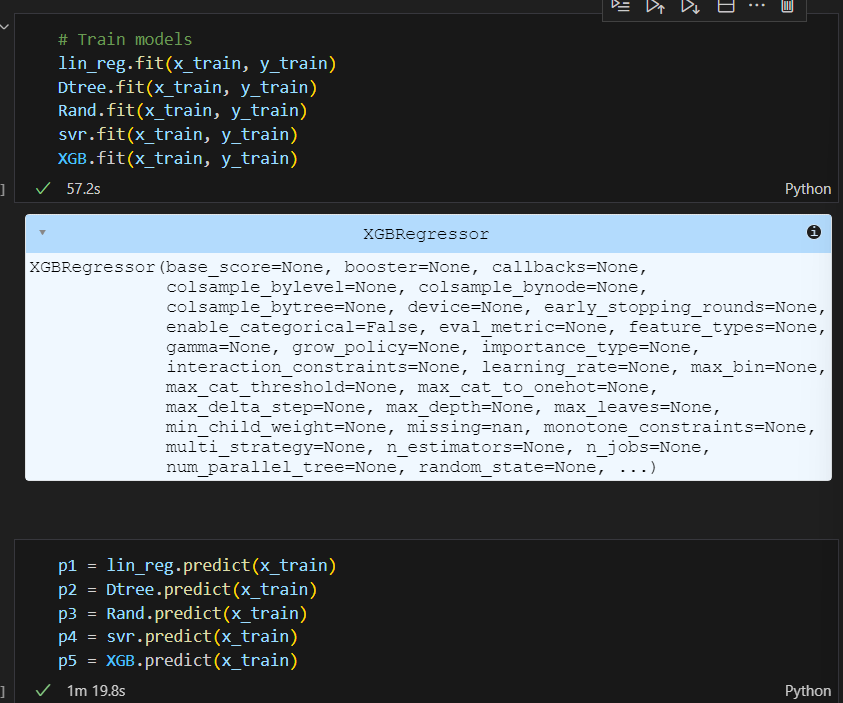 # Train models
lin_reg.fit(x_train, y_train)
Dtree.fit(x_train, y_train)
Rand.fit(x_train, y_train)
svr.fit(x_train, y_train)
XGB.fit(x_train, y_train)
] ✓ 57.2s Python
▾ XGBRegressor i
XGBRegressor(base_score=None, booster=None, callbacks=None,
colsample_bylevel=None, colsample_bynode=None,
colsample_bytree=None, device=None, early_stopping_rounds=None,
enable_categorical=False, eval_metric=None, feature_types=None,
gamma=None, grow_policy=None, importance_type=None,
interaction_constraints=None, learning_rate=None, max_bin=None,
max_cat_threshold=None, max_cat_to_onehot=None,
max_delta_step=None, max_depth=None, max_leaves=None,
min_child_weight=None, missing=nan, monotone_constraints=None,
multi_strategy=None, n_estimators=None, n_jobs=None,
num_parallel_tree=None, random_state=None, ...)
p1 = lin_reg.predict(x_train)
p2 = Dtree.predict(x_train)
p3 = Rand.predict(x_train)
p4 = svr.predict(x_train)
p5 = XGB.predict(x_train)
] ✓ 1m 19.8s Python